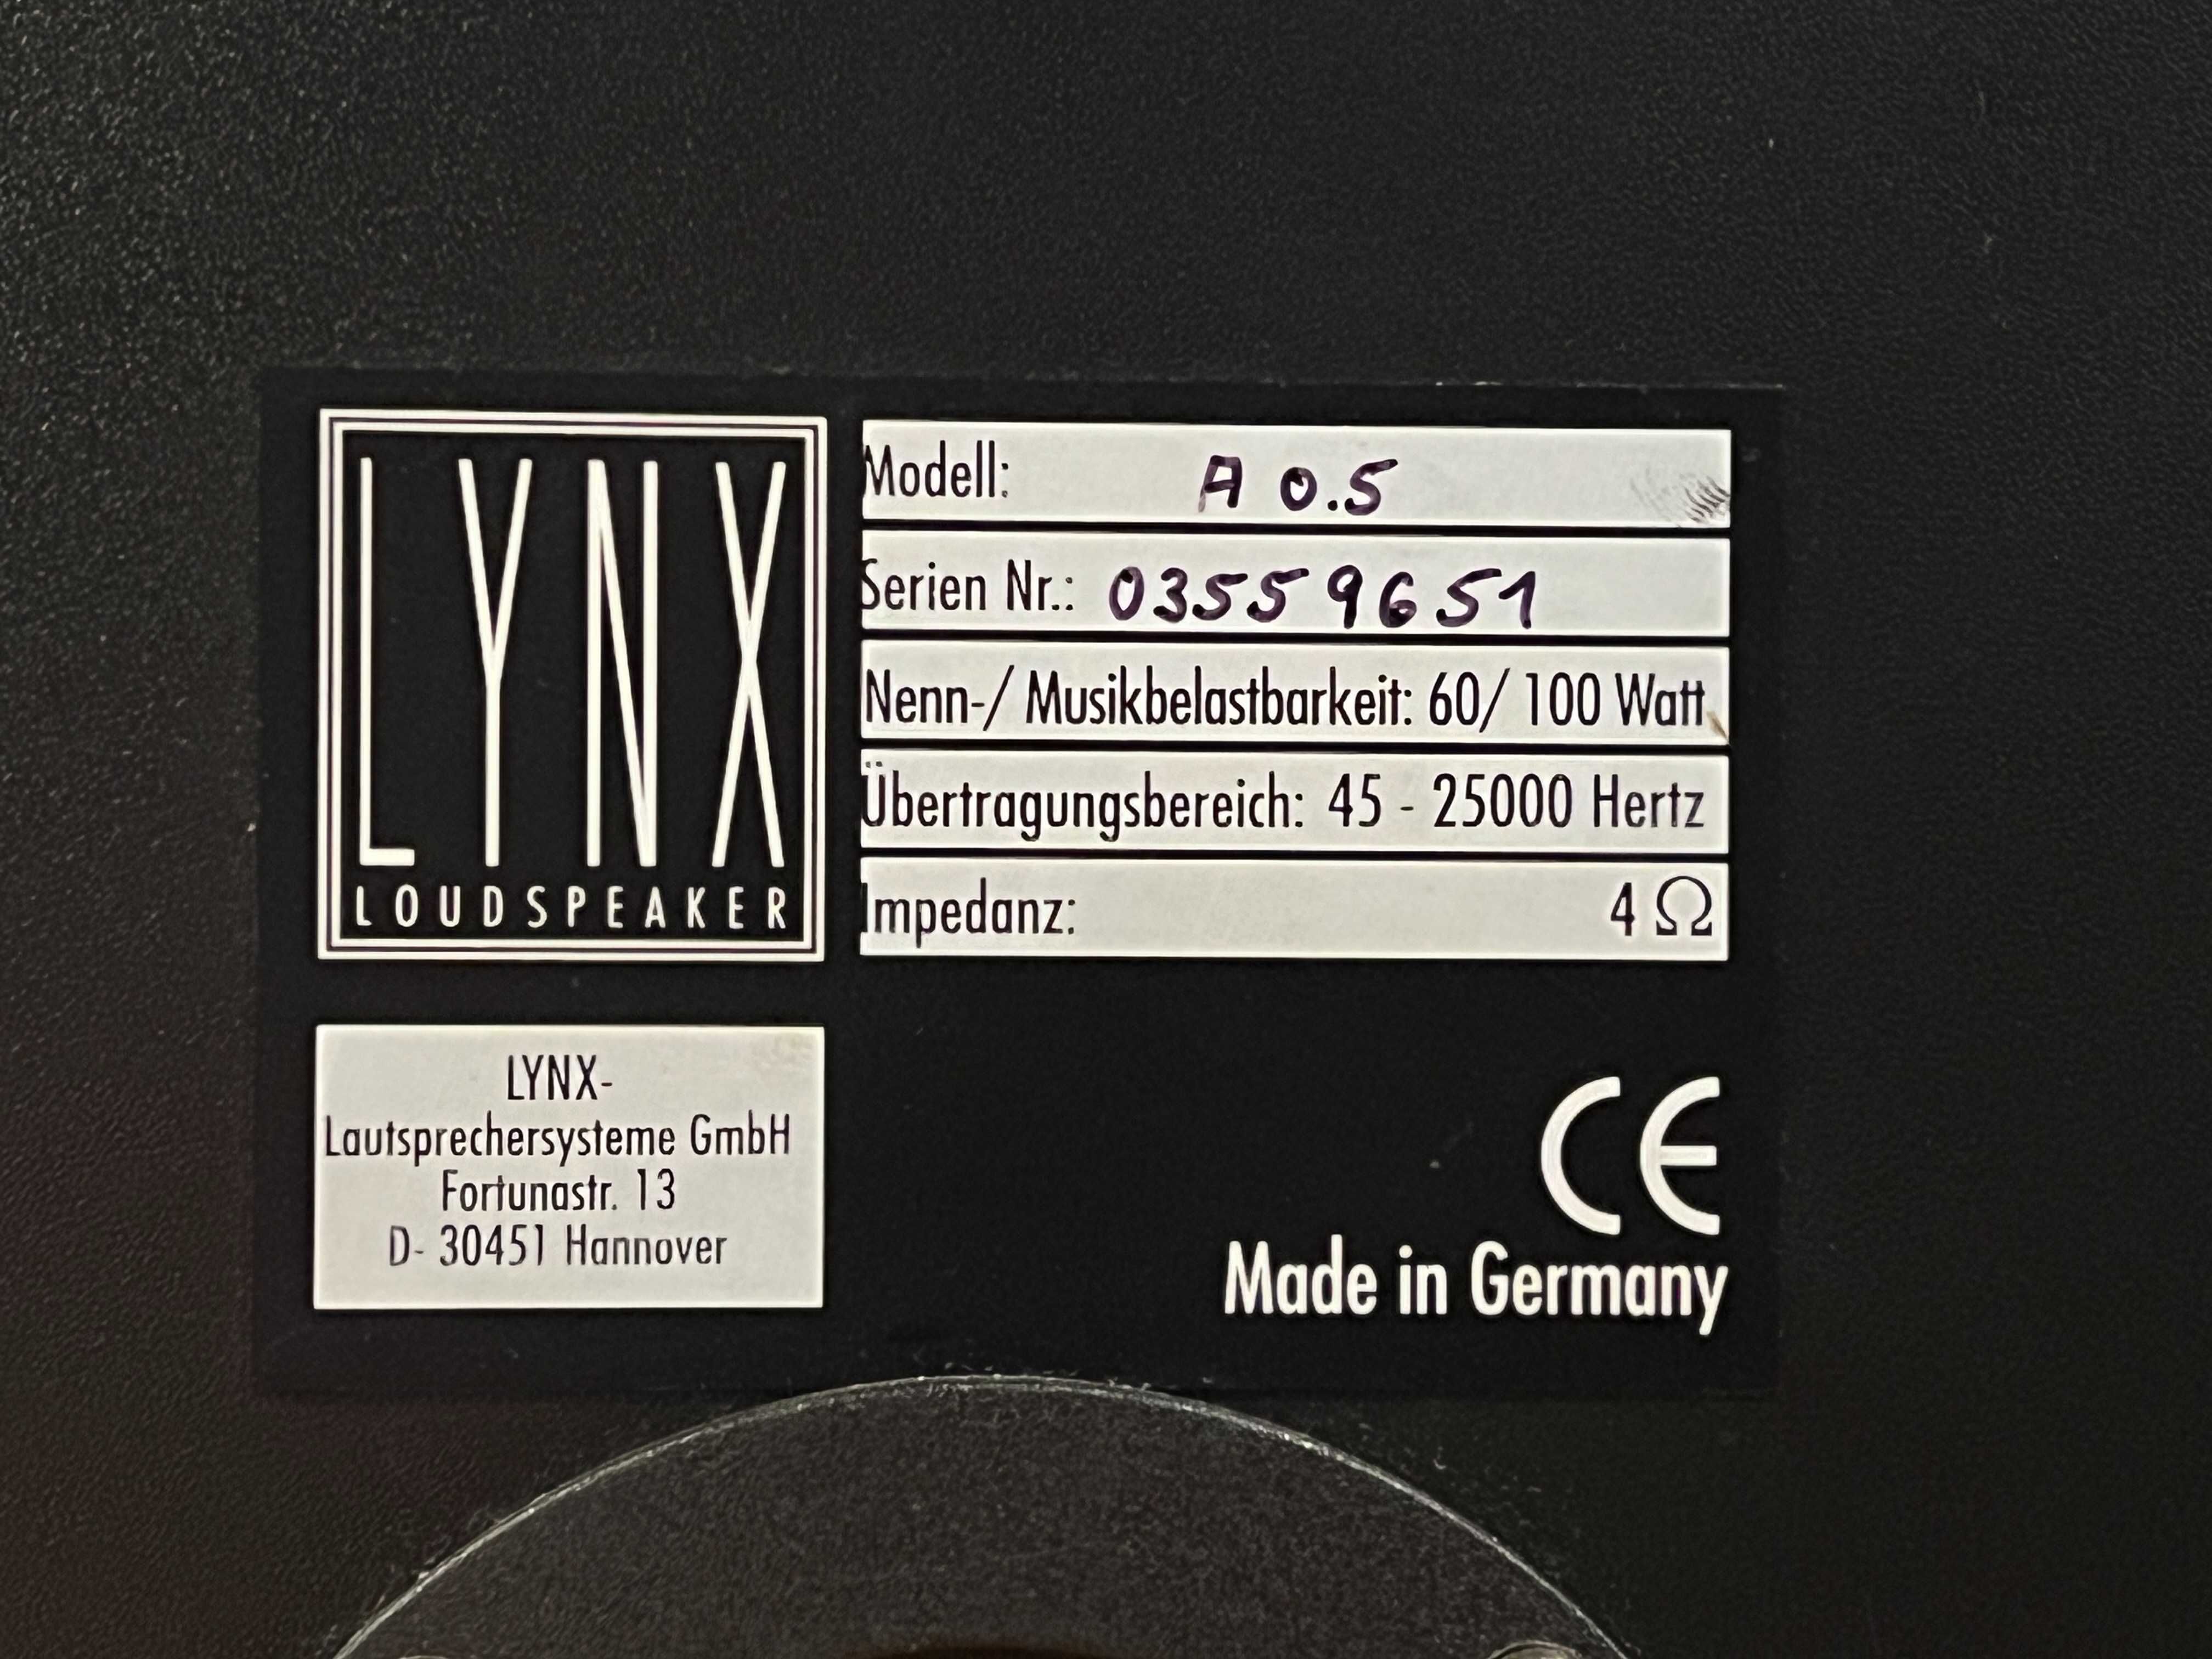 LYNX
LOUDSPEAKER
Modell: A 0.5
Serien Nr.: 03559651
Nenn-/ Musikbelastbarkeit: 60/ 100 Watt
Übertragungsbereich: 45 - 25000 Hertz
Impedanz: 4 Ω
LYNX-
Lautsprechersysteme GmbH
Fortunastr. 13
D- 30451 Hannover
CE
Made in Germany